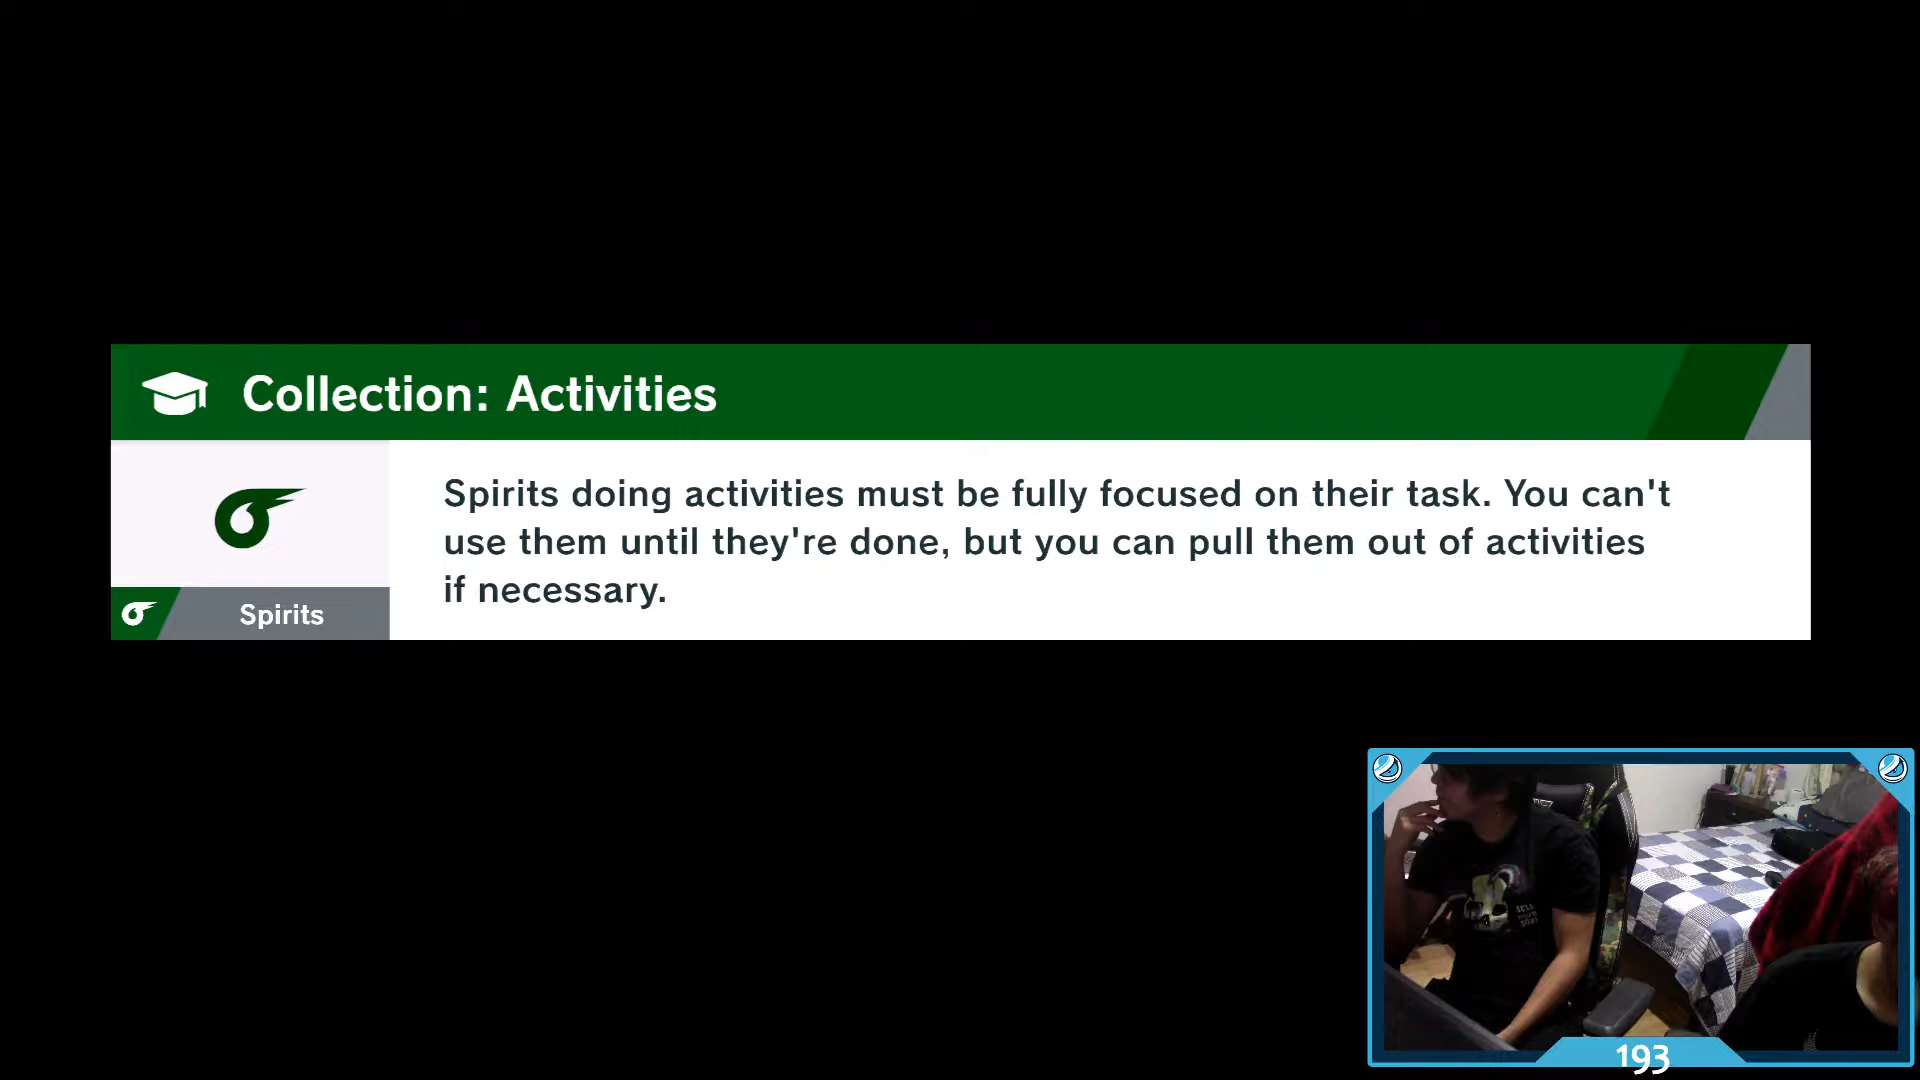 Collection: Activities
Spirits doing activities must be fully focused on their task. You can't
use them until they're done, but you can pull them out of activities
if necessary.
Spirits
193